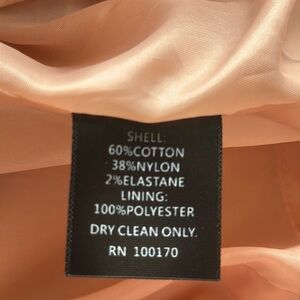 SHELL:
60%COTTON
38%NYLON
2%ELASTANE
LINING:
100%POLYESTER
DRY CLEAN ONLY.
RN 100170